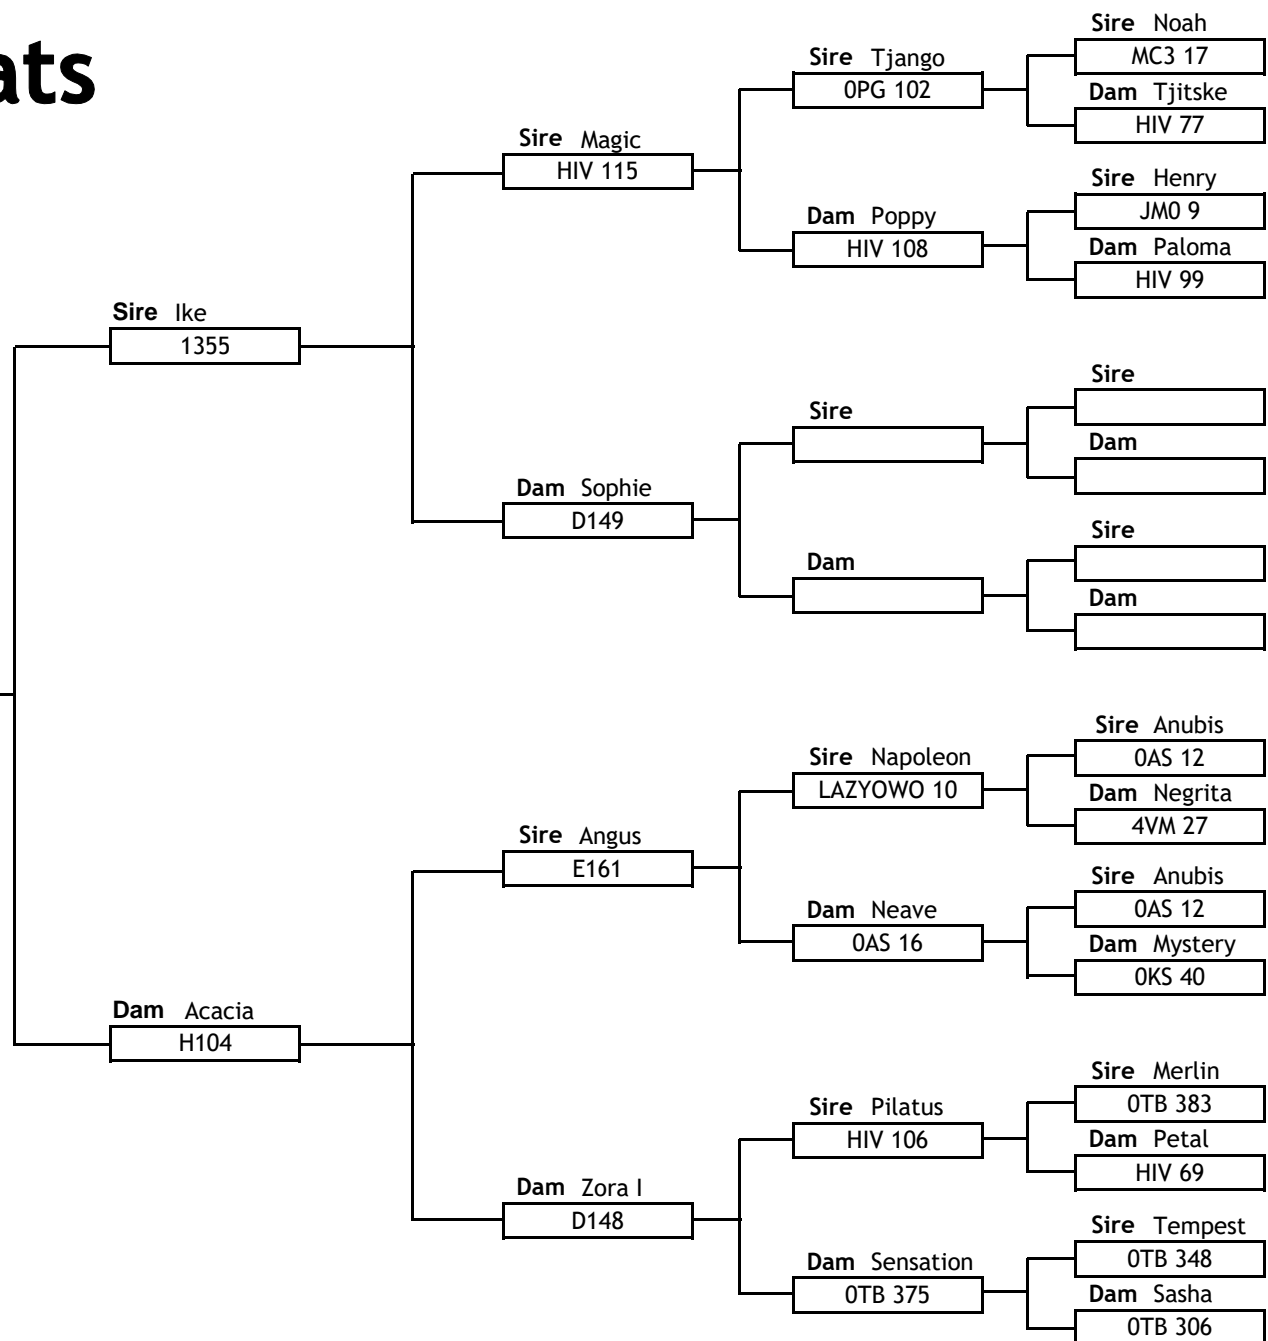 ats
Sire Noah
MC3 17
Sire Tjango
0PG 102
Dam Tjitske
HIV 77
Sire Magic
HIV 115
Sire Henry
JM0 9
Dam Poppy
HIV 108
Dam Paloma
HIV 99
Sire Ike
1355
Sire
Sire
Dam
Dam Sophie
D149
Sire
Dam
Dam
Sire Anubis
0AS 12
Sire Napoleon
LAZYOWO 10
Dam Negrita
4VM 27
Sire Angus
E161
Sire Anubis
0AS 12
Dam Neave
0AS 16
Dam Mystery
0KS 40
Dam Acacia
H104
Sire Merlin
0TB 383
Sire Pilatus
HIV 106
Dam Petal
HIV 69
Dam Zora I
D148
Sire Tempest
0TB 348
Dam Sensation
0TB 375
Dam Sasha
0TB 306